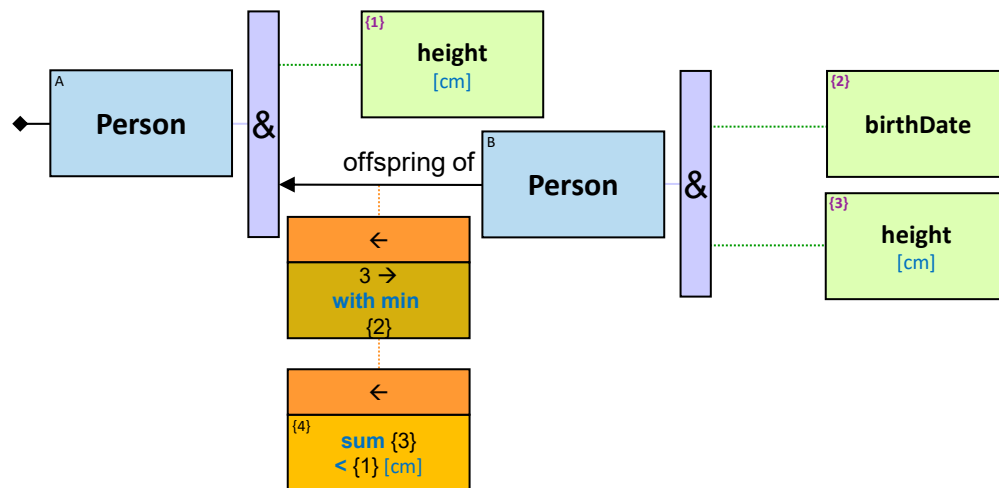 {1}
height
[cm]
A
Person
&
offspring of
B
Person
&
{2}
birthDate
{3}
height
[cm]
←
3 →
with min
{2}
←
{4}
sum {3}
< {1} [cm]